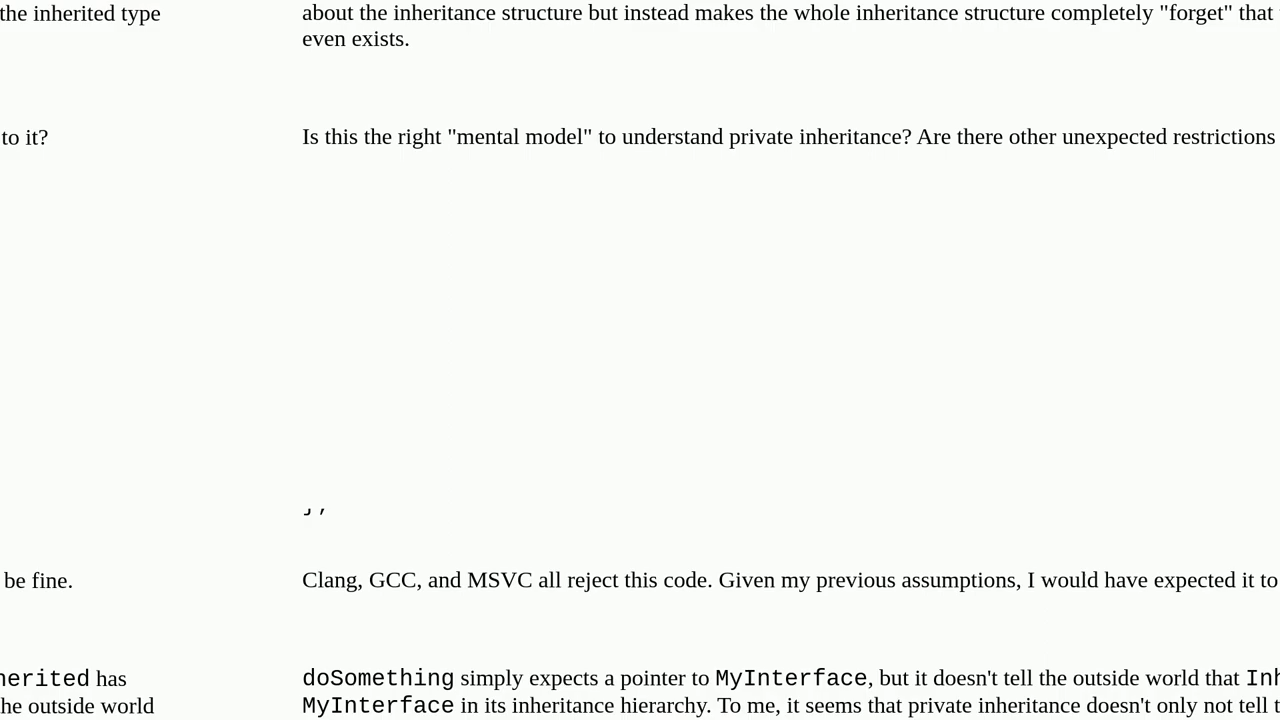 the inherited type
about the inheritance structure but instead makes the whole inheritance structure completely "forget" that
even exists.
to it?
Is this the right "mental model" to understand private inheritance? Are there other unexpected restrictions
};
be fine.
Clang, GCC, and MSVC all reject this code. Given my previous assumptions, I would have expected it to
herited has
doSomething simply expects a pointer to MyInterface, but it doesn't tell the outside world that Inh
he outside world
MyInterface in its inheritance hierarchy. To me, it seems that private inheritance doesn't only not tell t